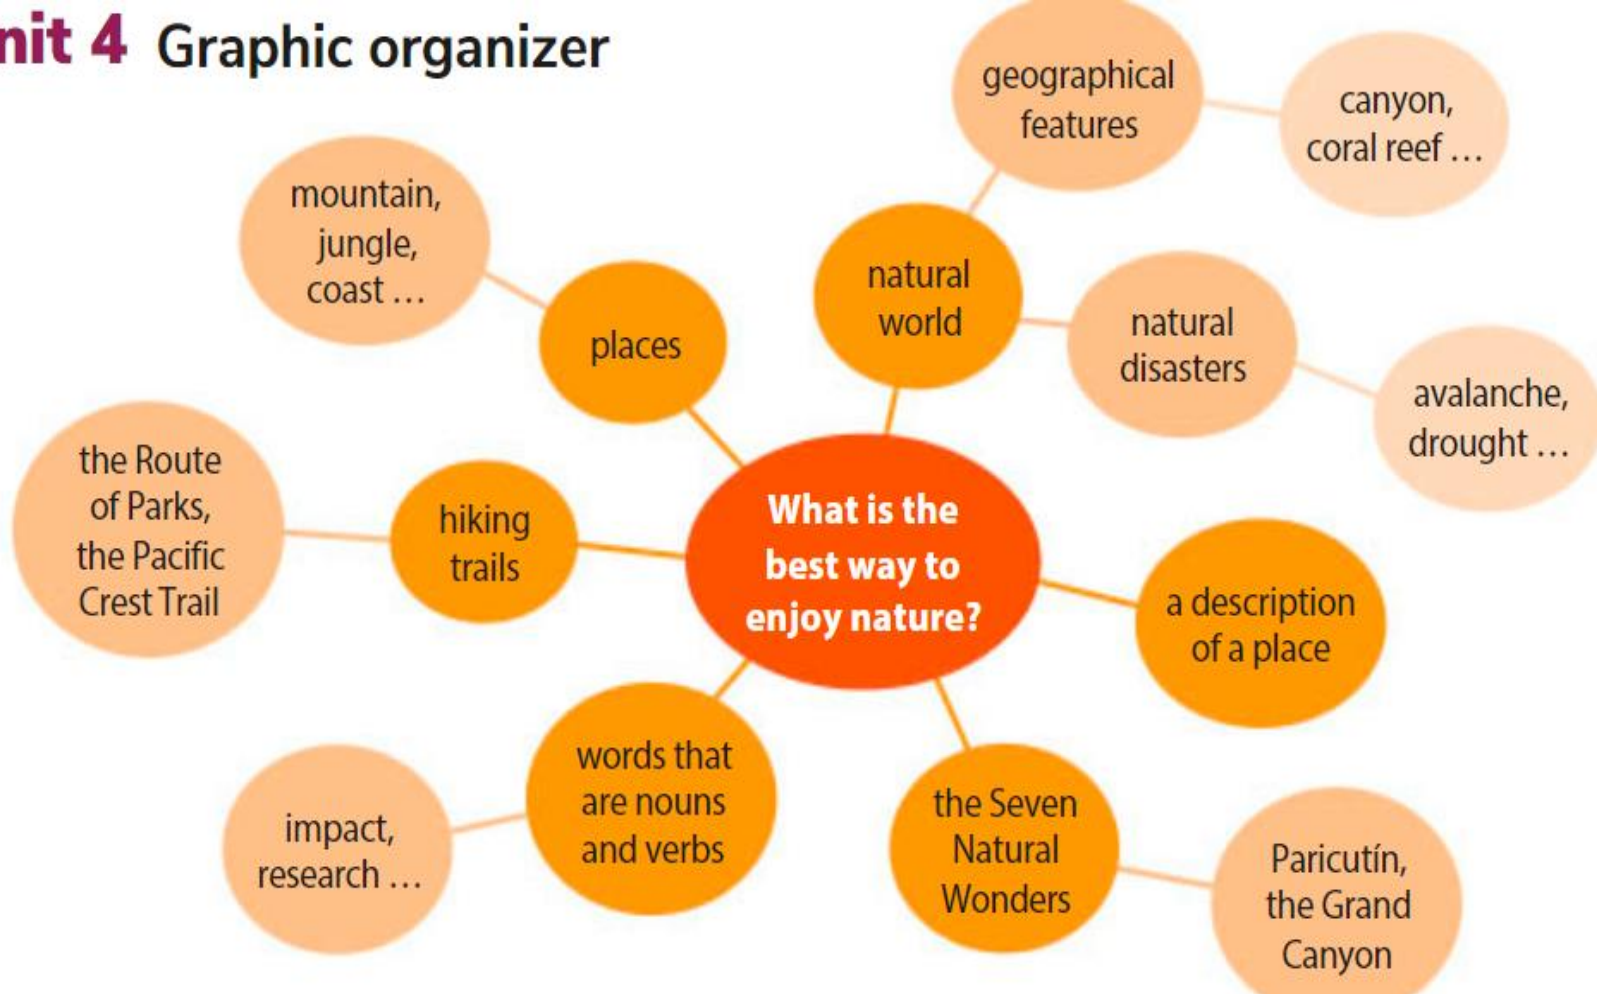 nit 4 Graphic organizer
geographical
features
canyon,
coral reef ...
mountain,
jungle,
coast ...
places
natural
world
natural
disasters
avalanche,
drought ...
the Route
of Parks,
the Pacific
Crest Trail
hiking
trails
What is the
best way to
enjoy nature?
a description
of a place
words that
are nouns
and verbs
impact,
research ...
the Seven
Natural
Wonders
Paricutín,
the Grand
Canyon